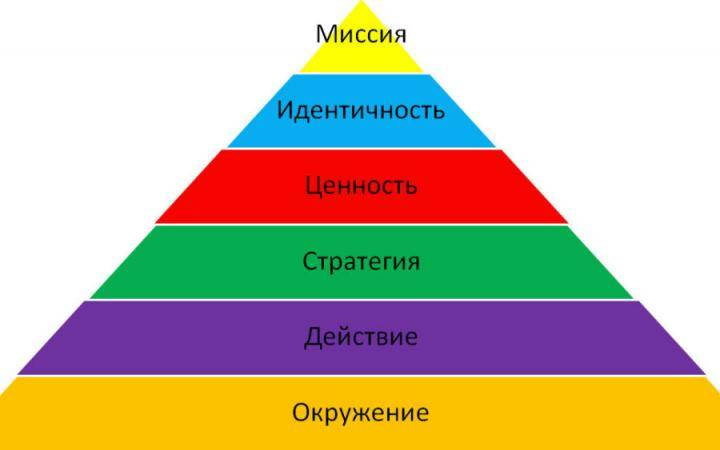 Миссия
Идентичность
Ценность
Стратегия
Действие
Окружение